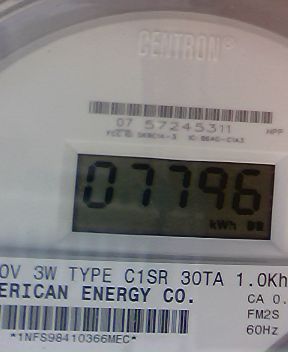 CENTRON®
07 57245311
07796
kWh
0V 3W TYPE C1SR 30TA 1.0Kh
ERICAN ENERGY CO.
CA 0.
FM2S
60Hz
*1NFS98410366MEC*